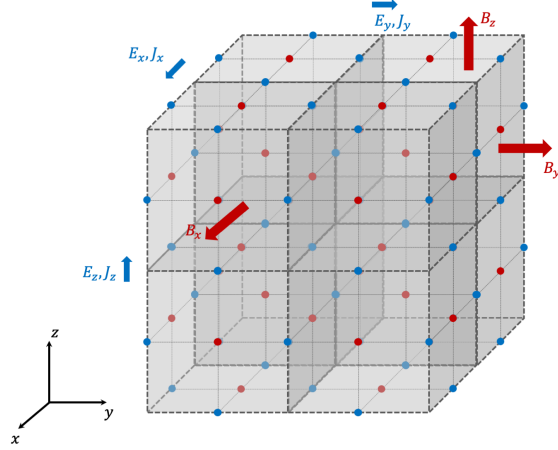 E_y, J_y
B_z
E_x, J_x
B_y
B_x
E_z, J_z
z
y
x